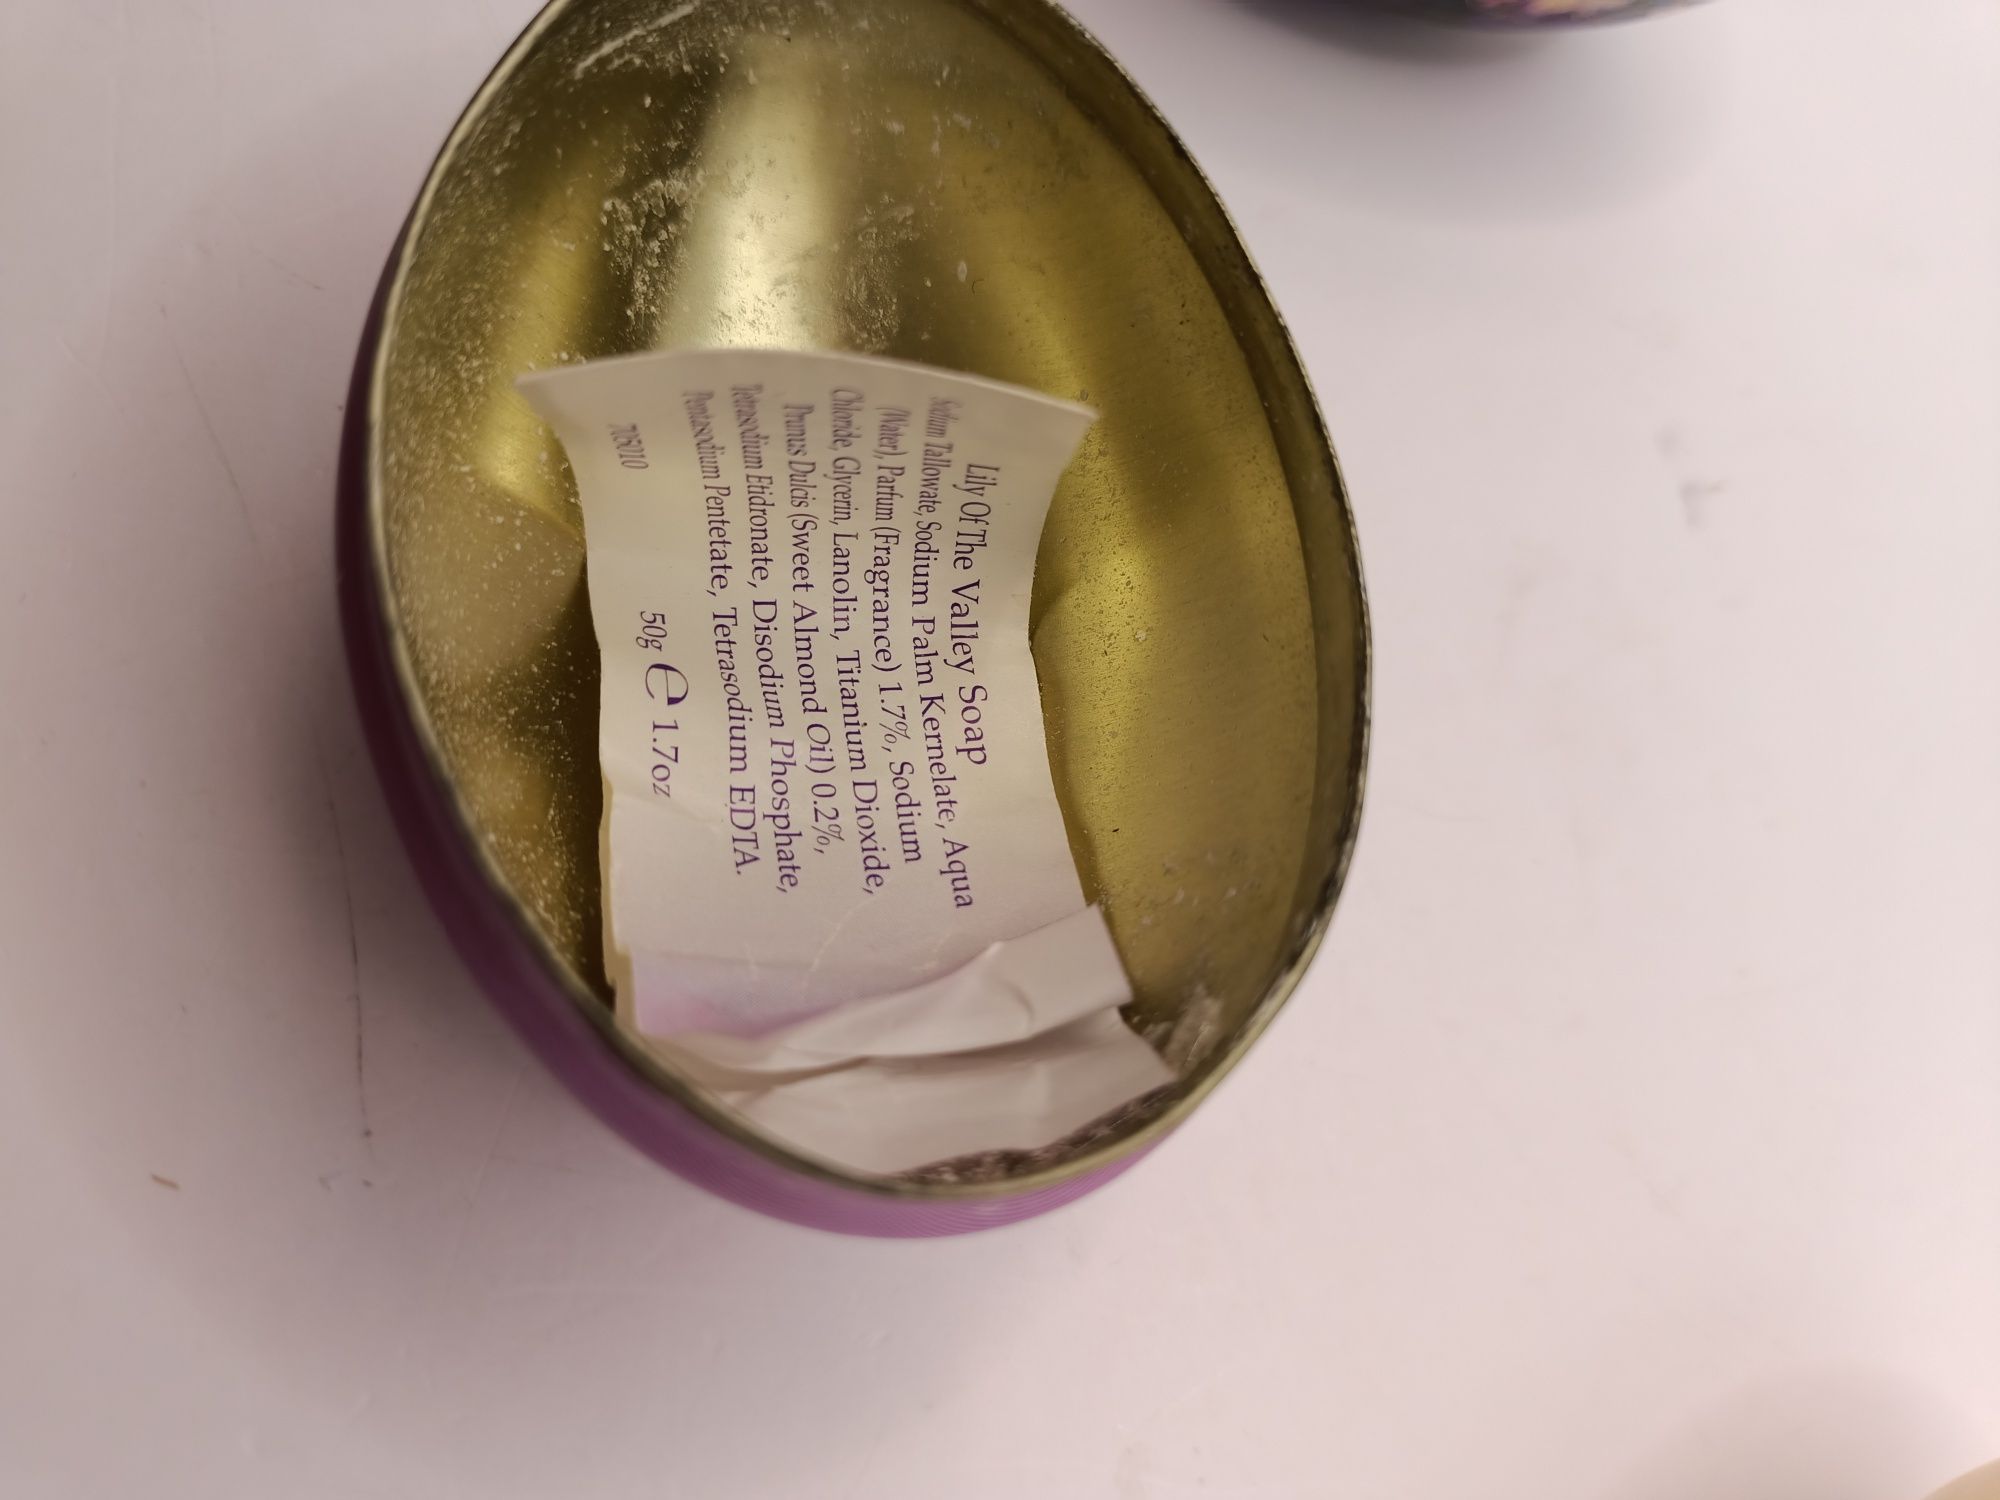 Lily Of The Valley Soap
Sodium Tallowate, Sodium Palm Kernelate, Aqua
(Water), Parfum (Fragrance) 1.7%, Sodium
Chloride, Glycerin, Lanolin, Titanium Dioxide,
Prunus Dulcis (Sweet Almond Oil) 0.2%,
Tetrasodium Etidronate, Disodium Phosphate,
Pentasodium Pentetate, Tetrasodium EDTA.
50g e 1.7oz